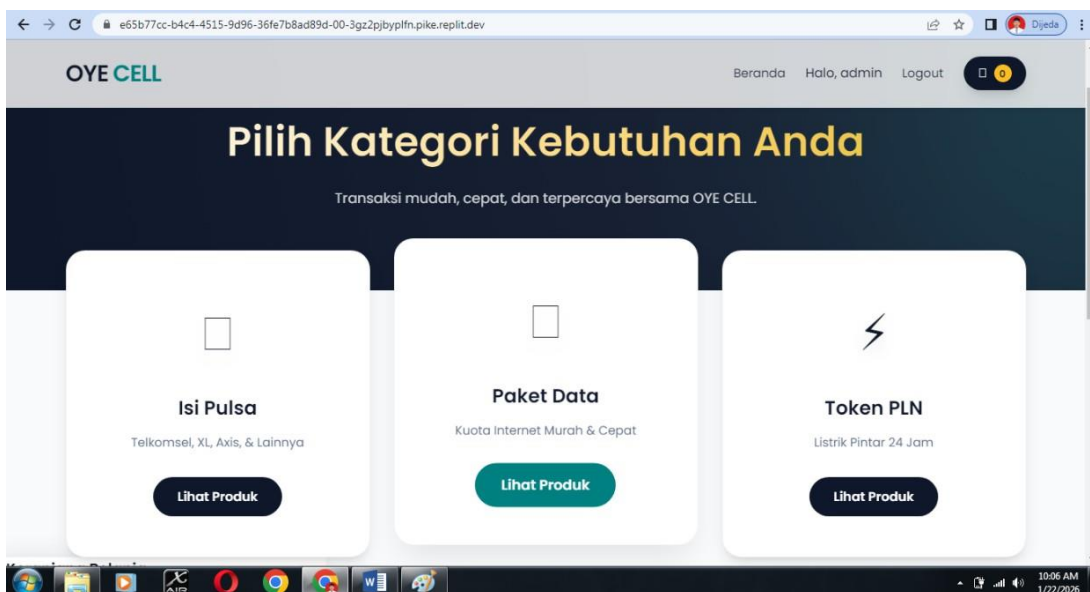 e65b77cc-b4c4-4515-9d96-36fe7b8ad89d-00-3gz2pjbyplfn.pike.replit.dev
Dijeda
OYE CELL
Beranda Halo, admin Logout 0
Pilih Kategori Kebutuhan Anda
Transaksi mudah, cepat, dan terpercaya bersama OYE CELL.
Isi Pulsa
Telkomsel, XL, Axis, & Lainnya
Lihat Produk
Paket Data
Kuota Internet Murah & Cepat
Lihat Produk
Token PLN
Listrik Pintar 24 Jam
Lihat Produk
X AIR
W
10:06 AM
1/22/2026